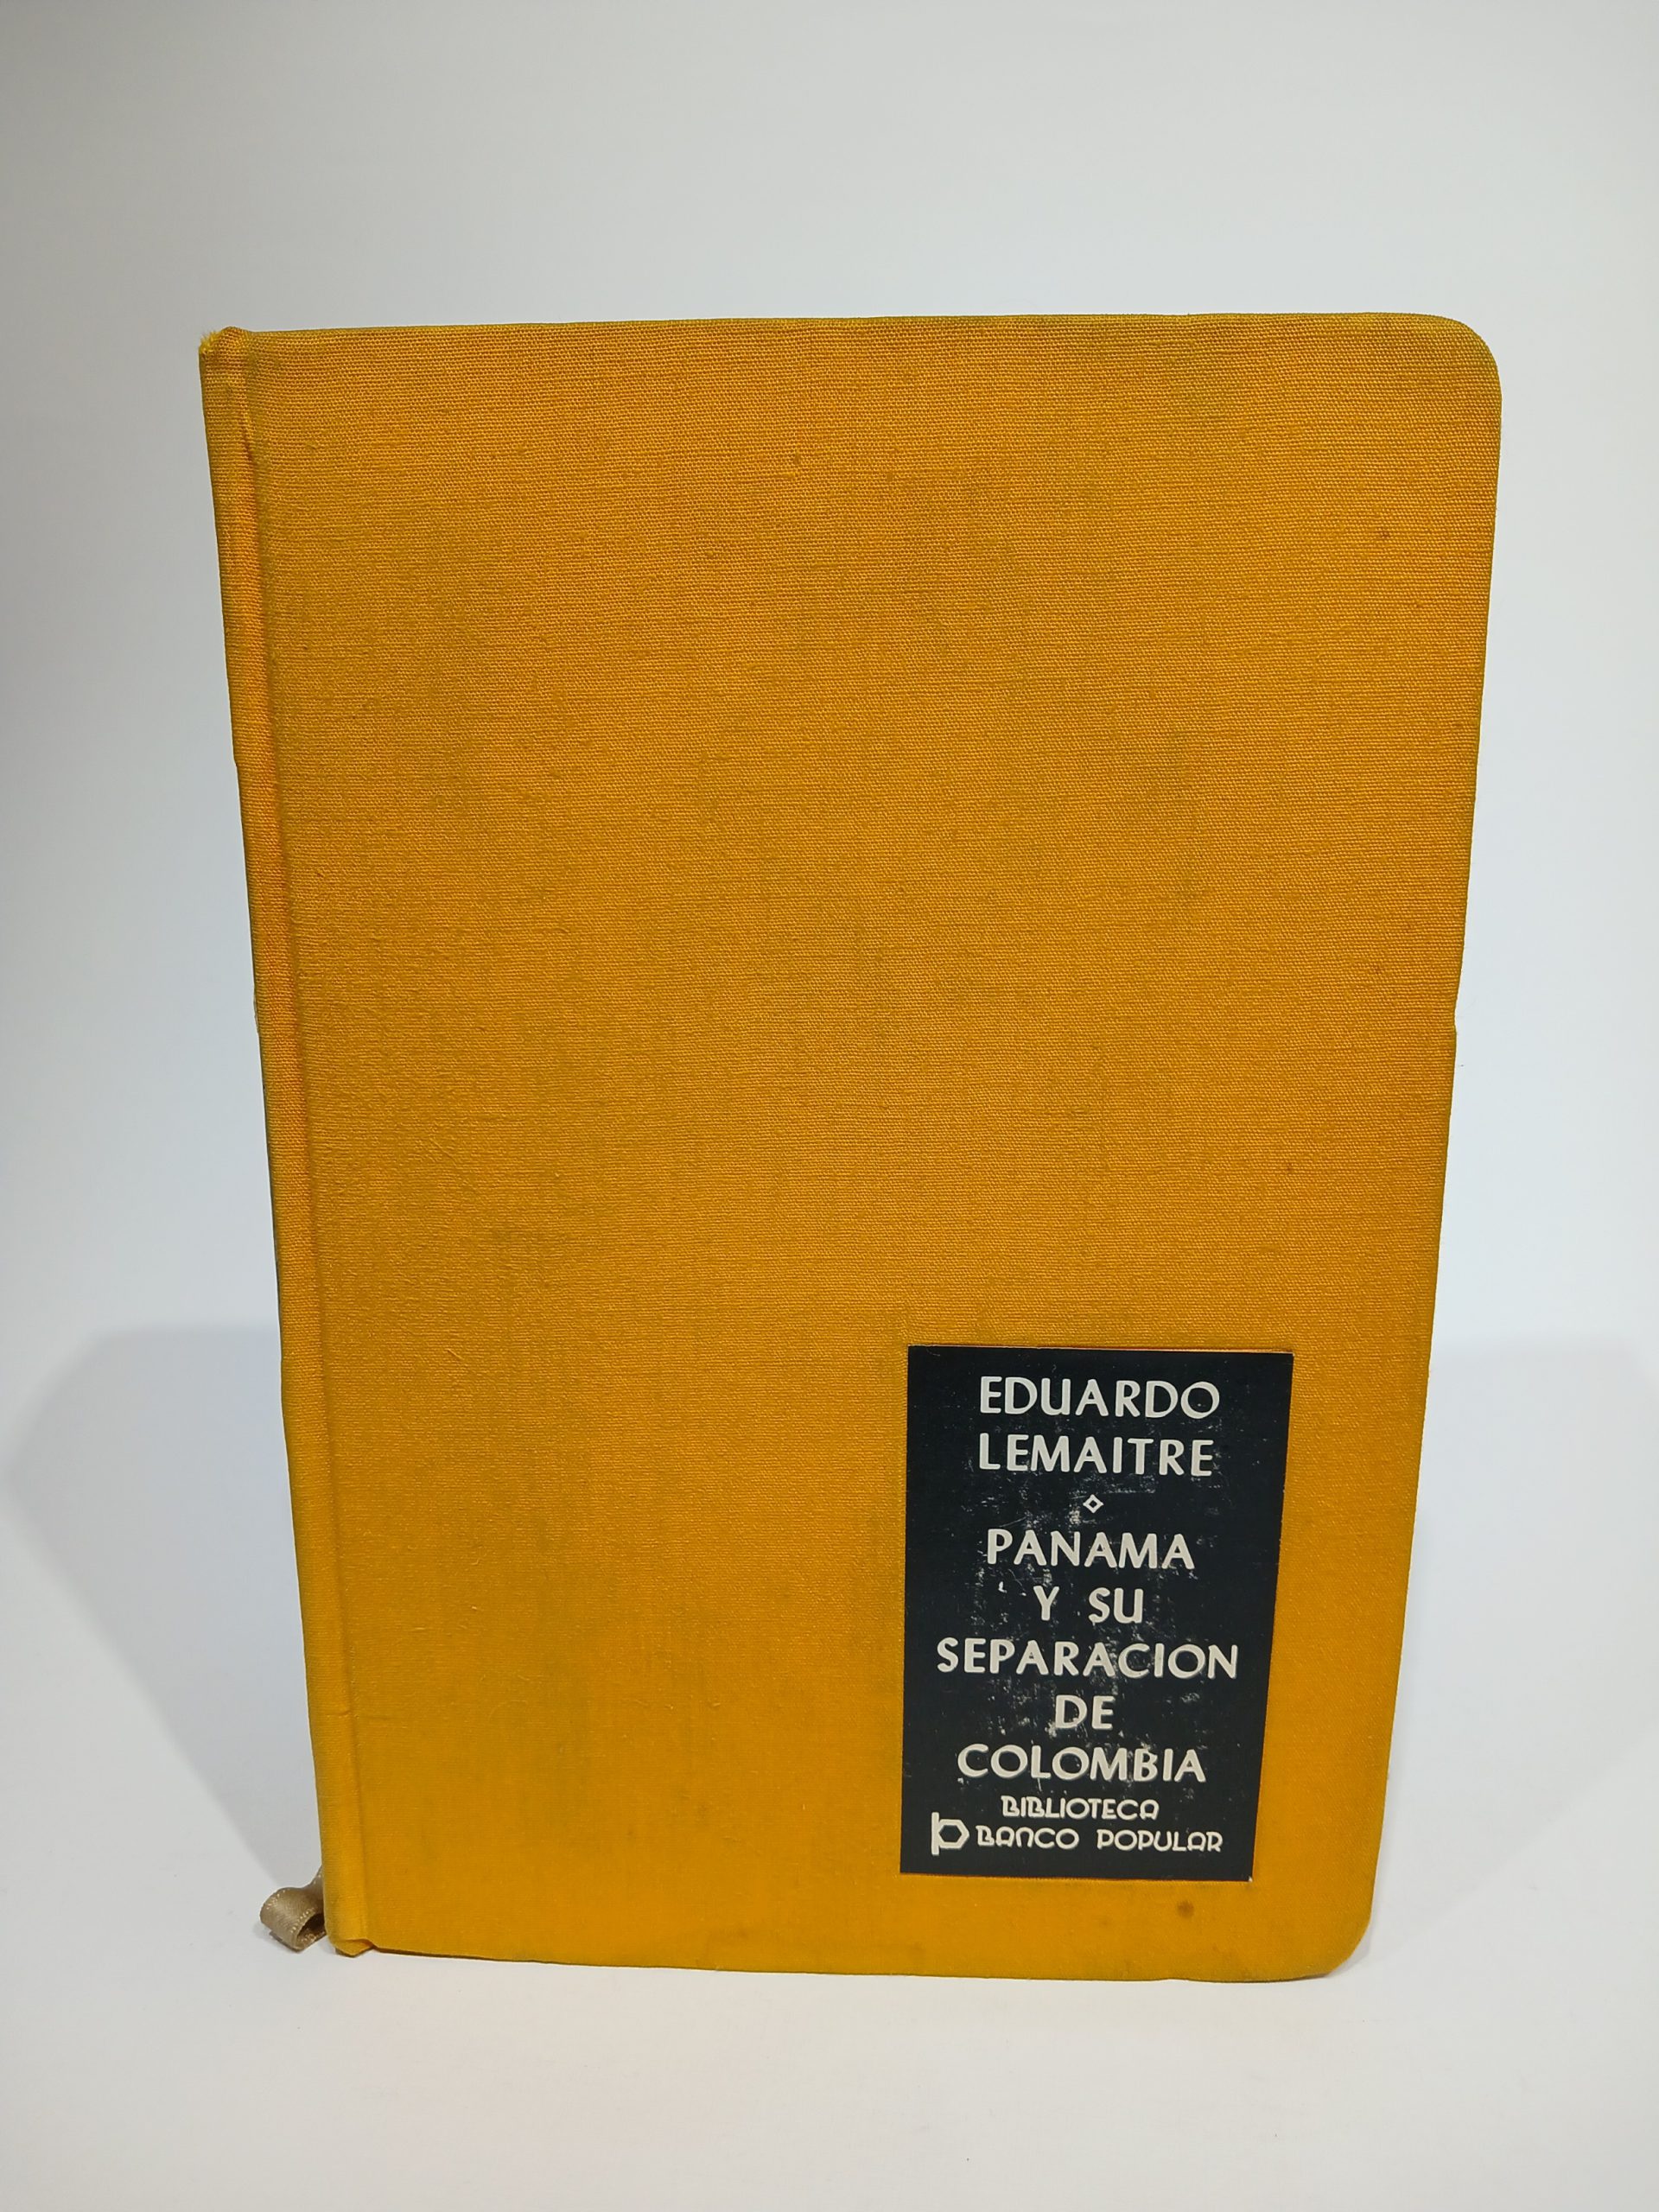 EDUARDO
LEMAITRE
PANAMA
Y SU
SEPARACION
DE
COLOMBIA
BIBLIOTECA
BANCO POPULAR